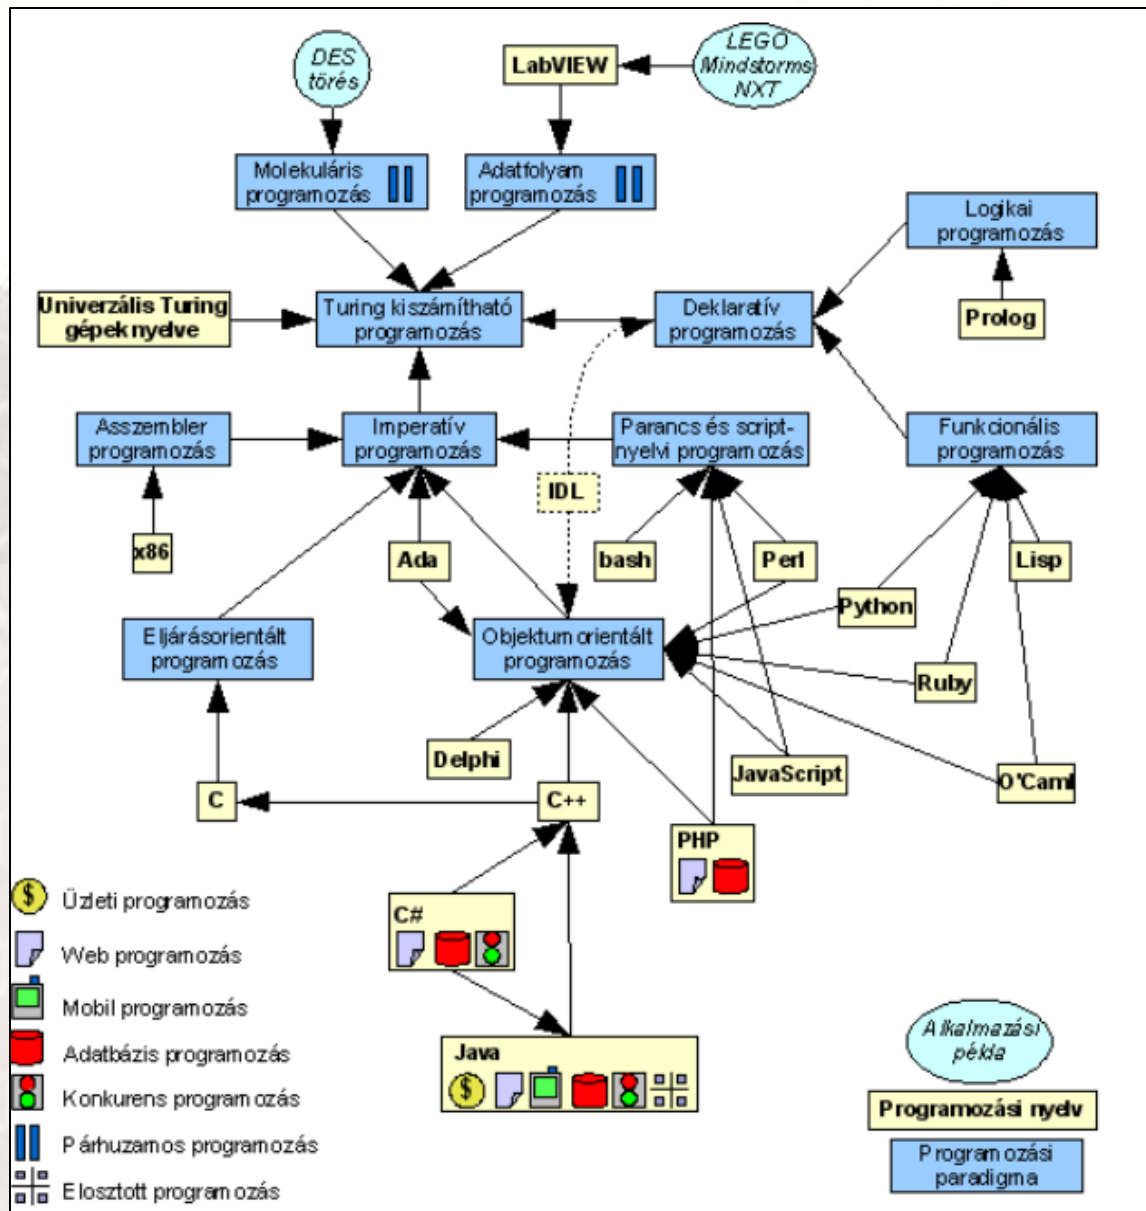 DES
törés
LabVIEW
LEGO
Mindstorms
NXT
Molekuláris
programozás
Adatfolyam
programozás
Logikai
programozás
Univerzális Turing
gépek nyelve
Turing kiszámítható
programozás
Deklaratív
programozás
Prolog
Asszembler
programozás
Imperatív
programozás
Parancs és script-
nyelvi programozás
Funkcionális
programozás
IDL
x86
Ada
bash
Perl
Lisp
Python
Eljárásorientált
programozás
Objektum orientált
programozás
Ruby
Delphi
JavaScript
O'Caml
C
C++
PHP
C#
Java
$ Üzleti programozás
Web programozás
Mobil programozás
Adatbázis programozás
Konkurens programozás
Párhuzamos programozás
Elosztott programozás
$
Alkalmazási
pékla
Programozási nyelv
Programozási
paradigma